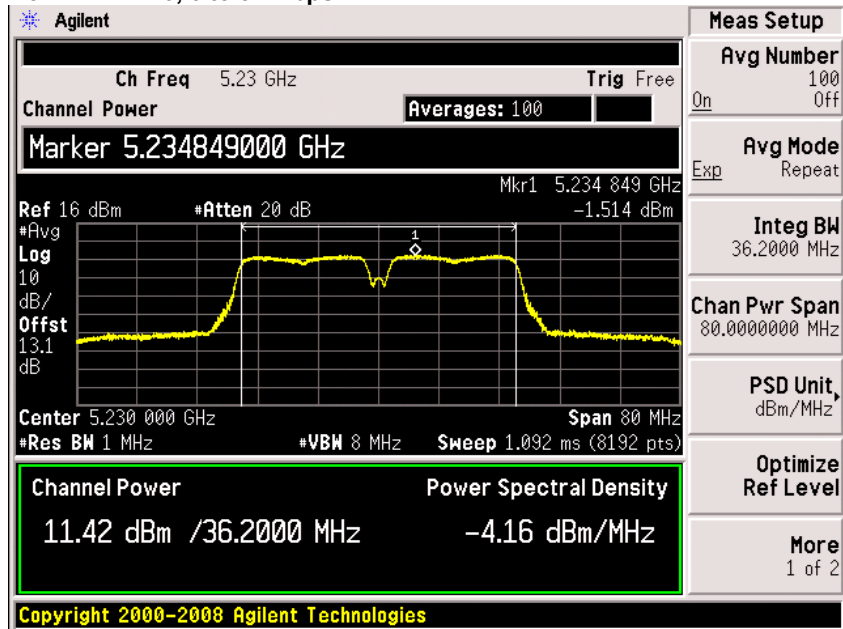 Agilent
Meas Setup
Ch Freq 5.23 GHz Trig Free
Channel Power Averages: 100
Marker 5.234849000 GHz
Mkr1 5.234 849 GHz
Ref 16 dBm #Atten 20 dB -1.514 dBm
#Avg
Log
10
dB/
Offst
13.1
dB
1
Center 5.230 000 GHz Span 80 MHz
#Res BW 1 MHz #VBW 8 MHz Sweep 1.092 ms (8192 pts)
Channel Power Power Spectral Density
11.42 dBm /36.2000 MHz -4.16 dBm/MHz
Copyright 2000-2008 Agilent Technologies
Avg Number
100
On Off
Avg Mode
Exp Repeat
Integ BW
36.2000 MHz
Chan Pwr Span
80.0000000 MHz
PSD Unit
dBm/MHz
Optimize
Ref Level
More
1 of 2